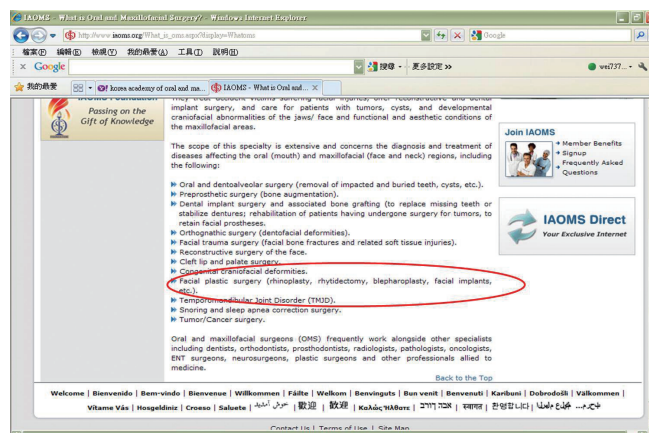 IAOMS - What is Oral and Maxillofacial Surgery? - Windows Internet Explorer
http://www.iaoms.org/What_is_oms.aspx?display=Whatoms
Google
檔案(F) 編輯(E) 檢視(V) 我的最愛(A) 工具(T) 說明(H)
x Google
搜尋 更多設定 >>
vei737...
我的最愛
korea academy of oral and ma...
IAOMS - What is Oral and...
IAOMS Foundation
Passing on the
Gift of Knowledge
They treat accident victims suffering facial injuries, offer reconstructive and dental
implant surgery, and care for patients with tumors, cysts, and developmental
craniofacial abnormalities of the jaws/ face and functional and aesthetic conditions of
the maxillofacial areas.
The scope of this specialty is extensive and concerns the diagnosis and treatment of
diseases affecting the oral (mouth) and maxillofacial (face and neck) regions, including
the following:
Oral and dentoalveolar surgery (removal of impacted and buried teeth, cysts, etc.).
Preprosthetic surgery (bone augmentation).
Dental implant surgery and associated bone grafting (to replace missing teeth or
stabilize dentures; rehabilitation of patients having undergone surgery for tumors, to
retain facial prostheses.
Orthognathic surgery (dentofacial deformities).
Facial trauma surgery (facial bone fractures and related soft tissue injuries).
Reconstructive surgery of the face.
Cleft lip and palate surgery.
Congenital craniofacial deformities.
Facial plastic surgery (rhinoplasty, rhytidectomy, blepharoplasty, facial implants,
etc.).
Temporomandibular Joint Disorder (TMJD).
Snoring and sleep apnea correction surgery.
Tumor/Cancer surgery.
Oral and maxillofacial surgeons (OMS) frequently work alongside other specialists
including dentists, orthodontists, prosthodontists, radiologists, pathologists, oncologists,
ENT surgeons, neurosurgeons, plastic surgeons and other professionals allied to
medicine.
Back to the Top
Join IAOMS
Member Benefits
Signup
Frequently Asked
Questions
IAOMS Direct
Your Exclusive Internet
Welcome | Bienvenido | Bem-vindo | Bienvenue | Willkommen | Fáilte | Welkom | Benvinguts | Bun venit | Benvenuti | Karibuni | Dobrodošli | Välkommen |
Vítame Vás | Hosgeldiniz | Croeso | Saluete | خوش آمدید | 歡迎 | 歓迎 | Καλώς Ήλθατε | ברוך הבא | स्वागत | 환영합니다 |
Contact Us | Terms of Use | Site Map